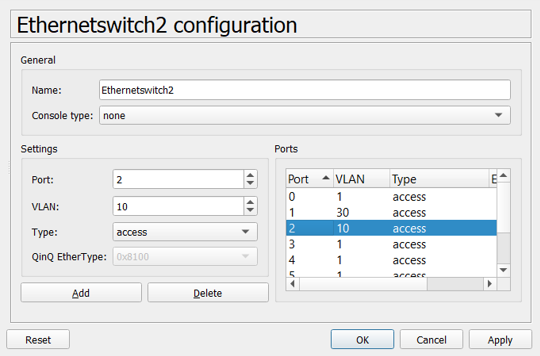 Ethernetswitch2 configuration
General
Name: Ethernetswitch2
Console type: none
Settings
Port: 2
VLAN: 10
Type: access
QinQ EtherType: 0x8100
Add Delete
Ports
Port VLAN Type
0 1 access
1 30 access
2 10 access
3 1 access
4 1 access
5 1 access
Reset OK Cancel Apply